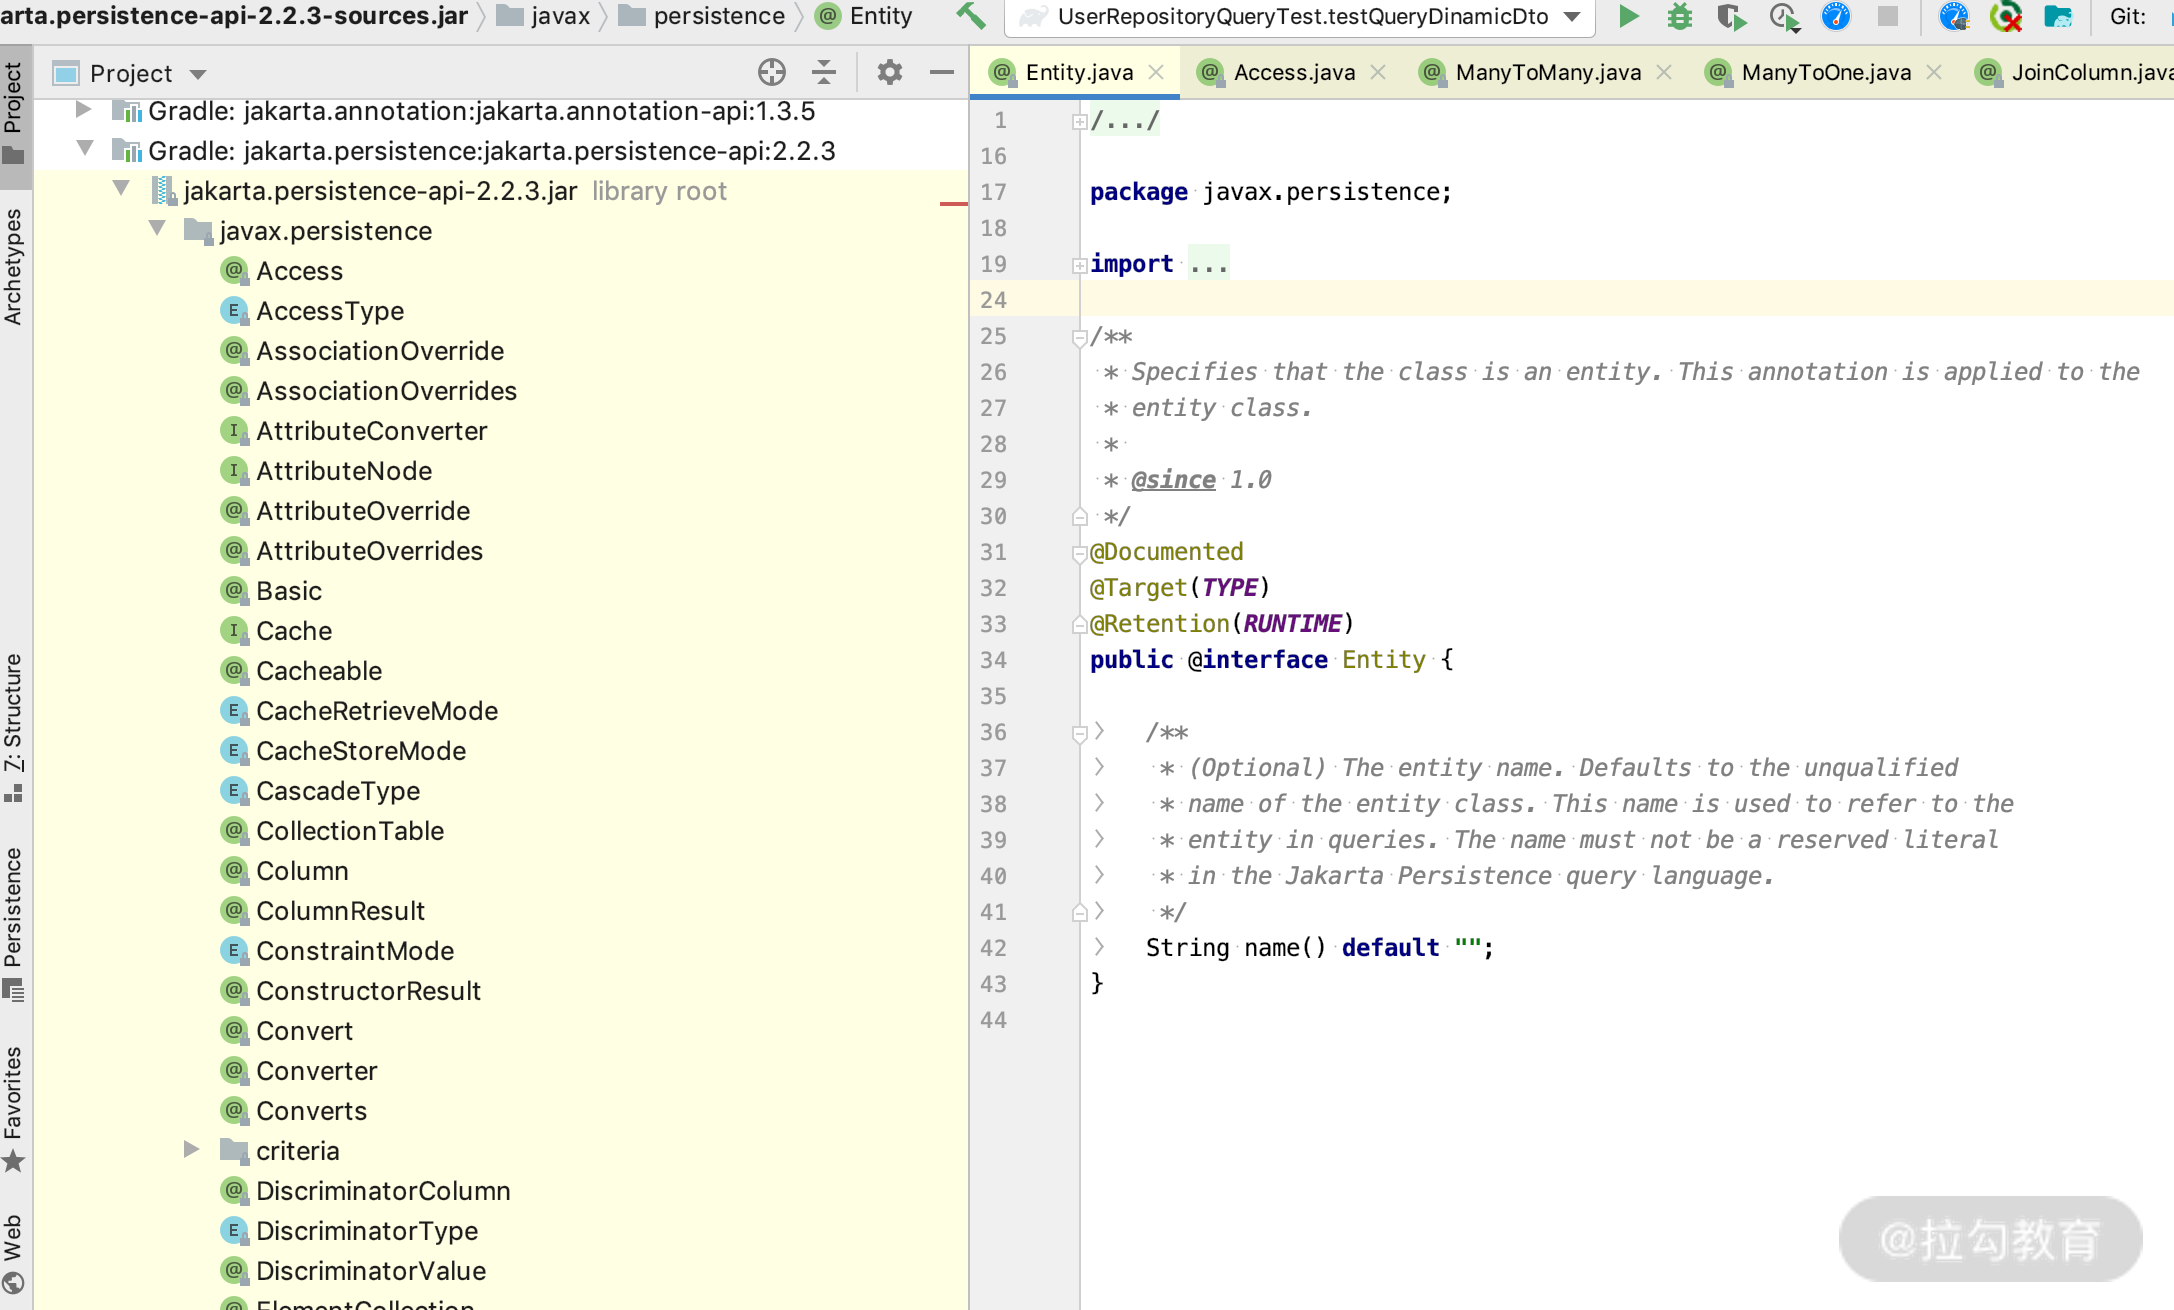 arta.persistence-api-2.2.3-sources.jar javax persistence Entity UserRepositoryQueryTest.testQueryDinamicDto Git:
Project
Entity.java Access.java ManyToMany.java ManyToOne.java JoinColumn.java
Project
Archetypes
7: Structure
Persistence
Favorites
Web
Gradle: jakarta.annotation:jakarta.annotation-api:1.3.5
Gradle: jakarta.persistence:jakarta.persistence-api:2.2.3
jakarta.persistence-api-2.2.3.jar library root
javax.persistence
Access
AccessType
AssociationOverride
AssociationOverrides
AttributeConverter
AttributeNode
AttributeOverride
AttributeOverrides
Basic
Cache
Cacheable
CacheRetrieveMode
CacheStoreMode
CascadeType
CollectionTable
Column
ColumnResult
ConstraintMode
ConstructorResult
Convert
Converter
Converts
criteria
DiscriminatorColumn
DiscriminatorType
DiscriminatorValue
ElementCollection
1 /.../
16
17 package javax.persistence;
18
19 import ...
24
25 /**
26 * Specifies that the class is an entity. This annotation is applied to the
27 * entity class.
28 *
29 * @since 1.0
30 */
31 @Documented
32 @Target(TYPE)
33 @Retention(RUNTIME)
34 public @interface Entity {
35
36 /**
37 * (Optional) The entity name. Defaults to the unqualified
38 * name of the entity class. This name is used to refer to the
39 * entity in queries. The name must not be a reserved literal
40 * in the Jakarta Persistence query language.
41 */
42 String name() default "";
43 }
44
@拉勾教育